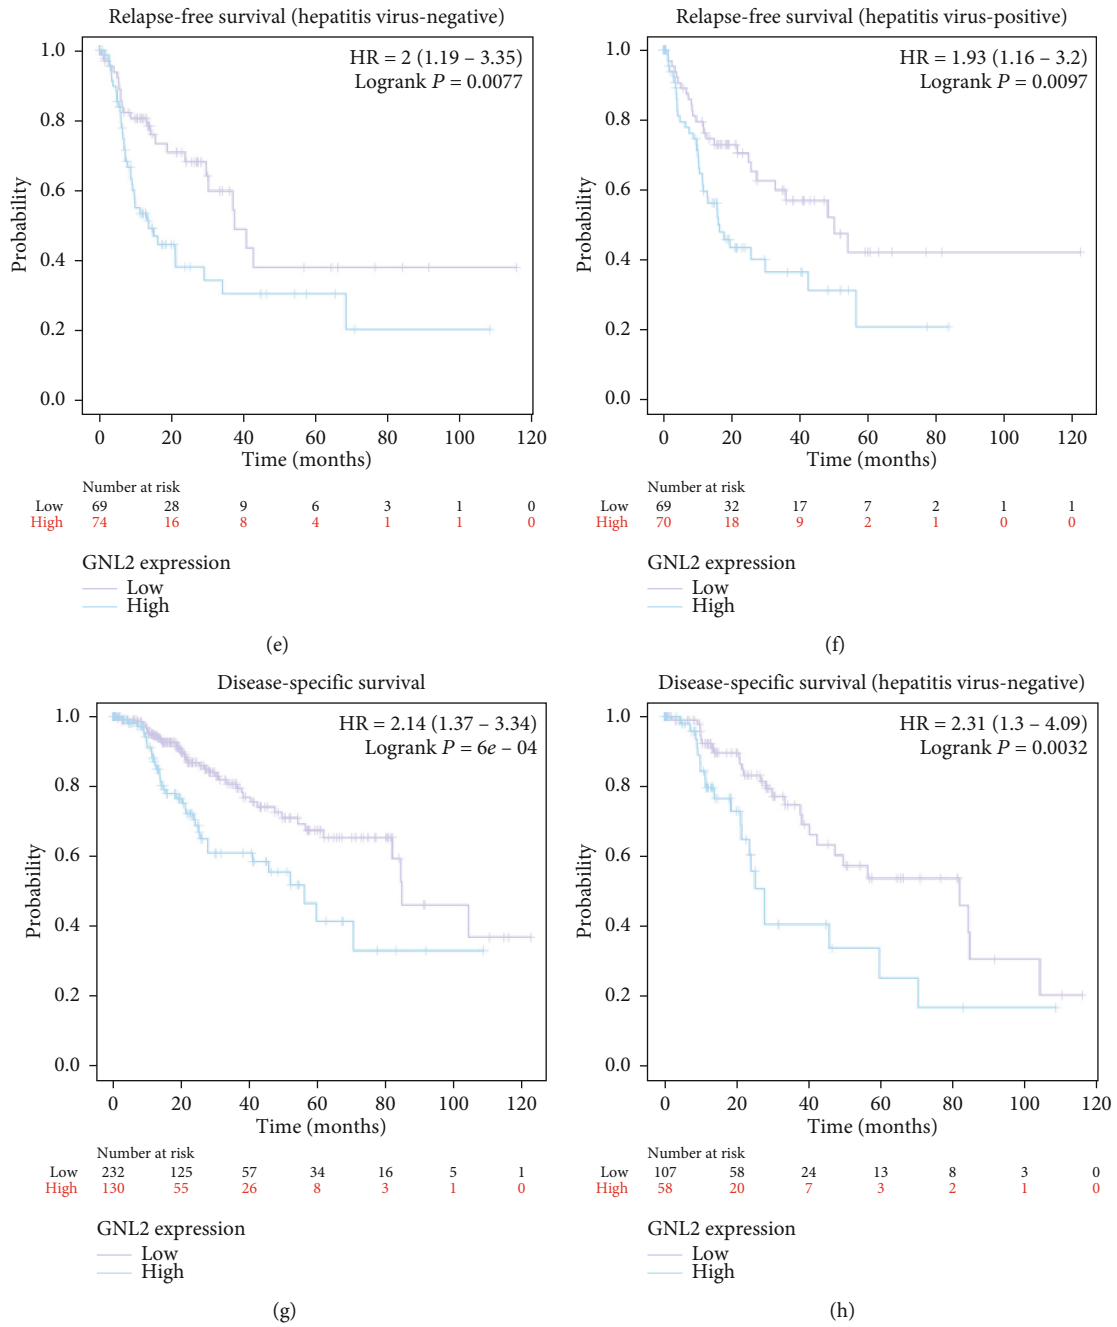 Relapse-free survival (hepatitis virus-negative)
HR = 2 (1.19 – 3.35)
Logrank P = 0.0077
1.0
0.8
0.6
0.4
0.2
0.0
Probability
0 20 40 60 80 100 120
Time (months)
Number at risk
Low 69 28 9 6 3 1 0
High 74 16 8 4 1 1 0
GNL2 expression
Low
High
(e)
Relapse-free survival (hepatitis virus-positive)
HR = 1.93 (1.16 – 3.2)
Logrank P = 0.0097
1.0
0.8
0.6
0.4
0.2
0.0
Probability
0 20 40 60 80 100 120
Time (months)
Number at risk
Low 69 32 17 7 2 1 1
High 70 18 9 2 1 0 0
GNL2 expression
Low
High
(f)
Disease-specific survival
HR = 2.14 (1.37 – 3.34)
Logrank P = 6e – 04
1.0
0.8
0.6
0.4
0.2
0.0
Probability
0 20 40 60 80 100 120
Time (months)
Number at risk
Low 232 125 57 34 16 5 1
High 130 55 26 8 3 1 0
GNL2 expression
Low
High
(g)
Disease-specific survival (hepatitis virus-negative)
HR = 2.31 (1.3 – 4.09)
Logrank P = 0.0032
1.0
0.8
0.6
0.4
0.2
0.0
Probability
0 20 40 60 80 100 120
Time (months)
Number at risk
Low 107 58 24 13 8 3 0
High 58 20 7 3 2 1 0
GNL2 expression
Low
High
(h)